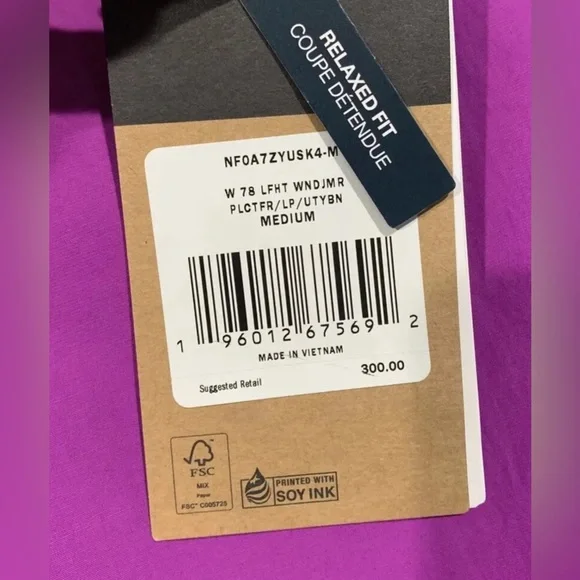 RELAXED FIT
COUPE DÉTENDUE
NF0A7ZYUSK4-M
W 78 LFHT WNDJMR
PLCTFR/LP/UTYBN
MEDIUM
1 96012 67569 2
MADE IN VIETNAM
300.00
Suggested Retail
FSC
MIX
Paper
FSC™ C005725
PRINTED WITH
SOY INK